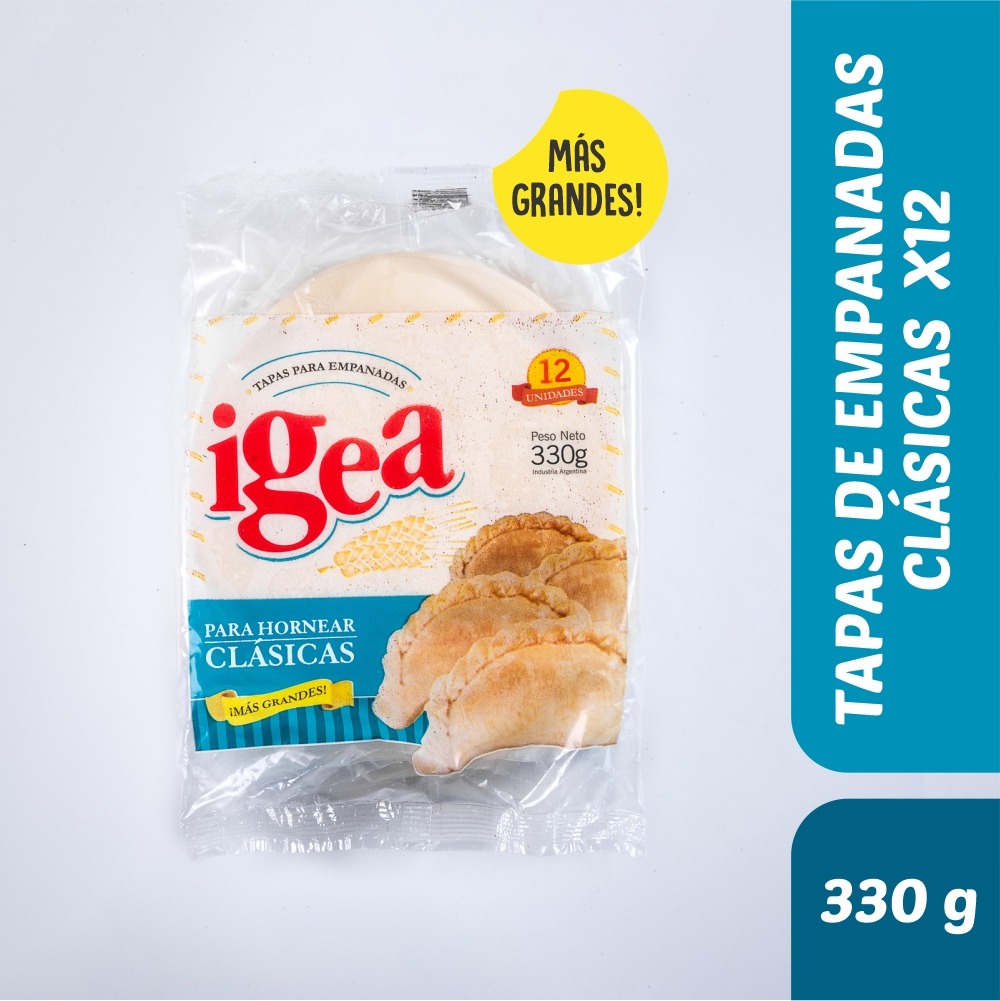 MÁS
GRANDES!
TAPAS PARA EMPANADAS
igea
12
UNIDADES
Peso Neto
330g
Industria Argentina
PARA HORNEAR
CLÁSICAS
¡MÁS GRANDES!
TAPAS DE EMPANADAS
CLÁSICAS X12
330 g